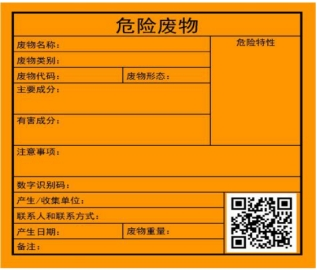 危险废物
废物名称：
危险特性
废物类别：
废物代码：
废物形态：
主要成分：
有害成分：
注意事项：
数字识别码：
产生/收集单位：
联系人和联系方式：
产生日期：
废物重量：
备注：